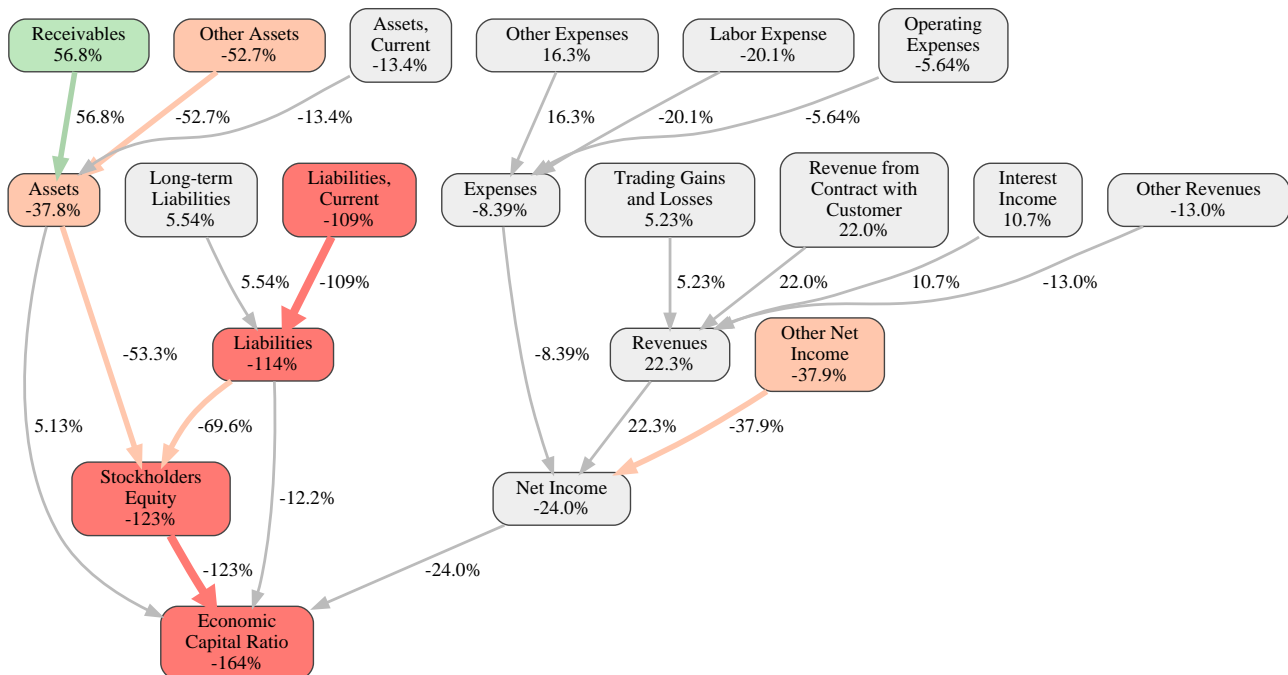 Receivables
56.8%
Other Assets
-52.7%
Assets,
Current
-13.4%
Other Expenses
16.3%
Labor Expense
-20.1%
Operating
Expenses
-5.64%
56.8%
-52.7%
-13.4%
16.3%
-20.1%
-5.64%
Assets
-37.8%
Long-term
Liabilities
5.54%
Liabilities,
Current
-109%
Expenses
-8.39%
Trading Gains
and Losses
5.23%
Revenue from
Contract with
Customer
22.0%
Interest
Income
10.7%
Other Revenues
-13.0%
5.54%
-109%
5.23%
22.0%
10.7%
-13.0%
-53.3%
Liabilities
-114%
-8.39%
Revenues
22.3%
Other Net
Income
-37.9%
5.13%
-69.6%
22.3%
-37.9%
Stockholders
Equity
-123%
-12.2%
Net Income
-24.0%
-123%
-24.0%
Economic
Capital Ratio
-164%